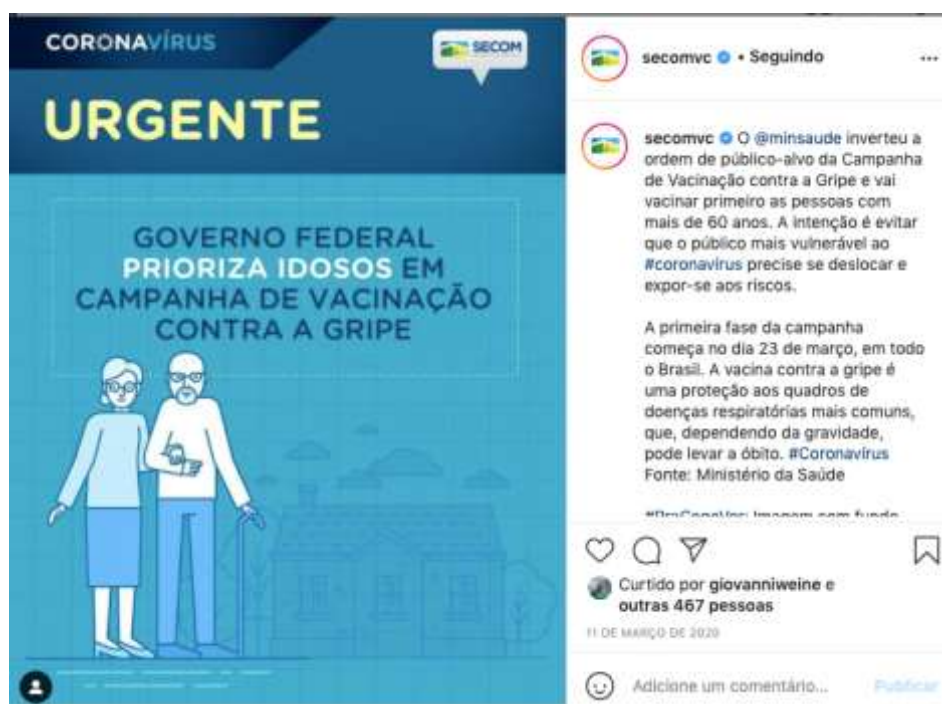 CORONAVÍRUS
SECOM
URGENTE
GOVERNO FEDERAL
PRIORIZA IDOSOS EM
CAMPANHA DE VACINAÇÃO
CONTRA A GRIPE
secomvc • Seguindo
secomvc O @minsaude inverteu a
ordem de público-alvo da Campanha
de Vacinação contra a Gripe e vai
vacinar primeiro as pessoas com
mais de 60 anos. A intenção é evitar
que o público mais vulnerável ao
#coronavírus precise se deslocar e
expor-se aos riscos.
A primeira fase da campanha
começa no dia 23 de março, em todo
o Brasil. A vacina contra a gripe é
uma proteção aos quadros de
doenças respiratórias mais comuns,
que, dependendo da gravidade,
pode levar a óbito. #Coronavírus
Fonte: Ministério da Saúde
#PraCegoVer: Imagem com fundo
Curtido por giovanniweine e
outras 467 pessoas
11 DE MARÇO DE 2020
Adicione um comentário... Publicar